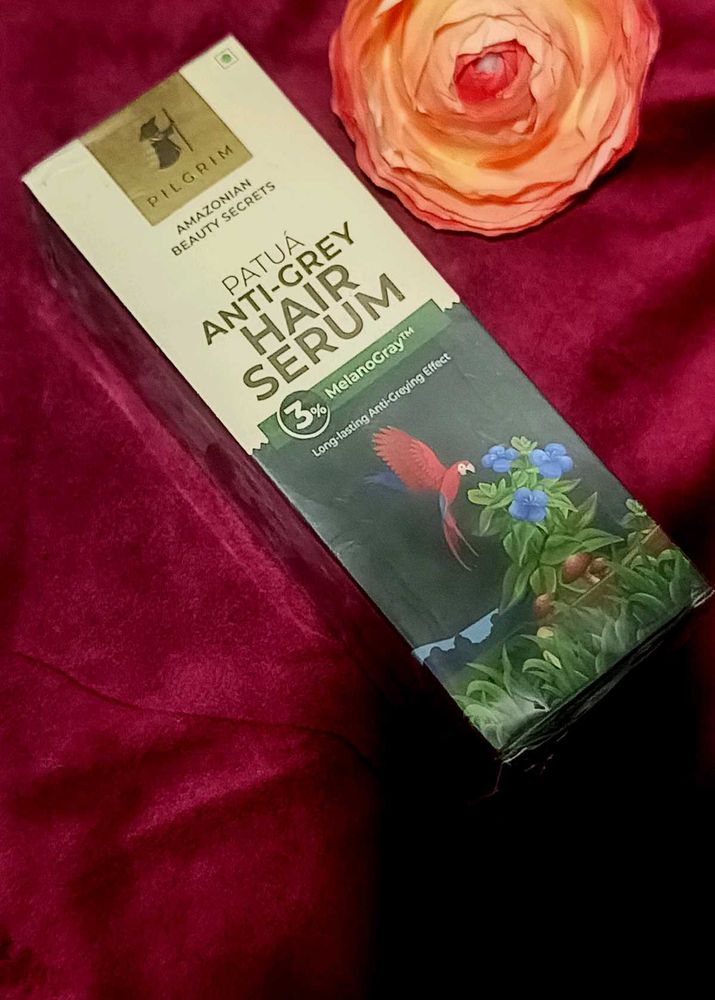 PILGRIM
AMAZONIAN
BEAUTY SECRETS
PATUÁ
ANTI-GREY
HAIR
SERUM
3% MelanoGray™
Long-lasting Anti-Greying Effect